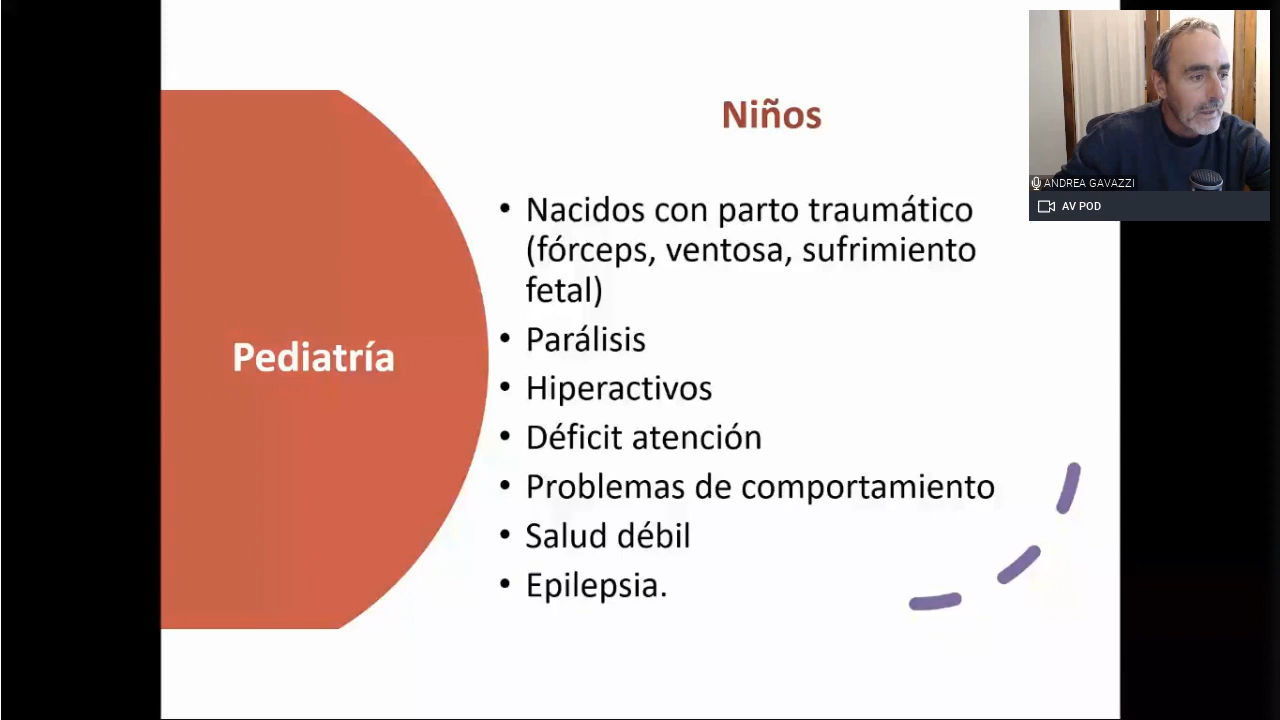 Niños
• Nacidos con parto traumático
(fórceps, ventosa, sufrimiento
fetal)
• Parálisis
• Hiperactivos
• Déficit atención
• Problemas de comportamiento
• Salud débil
• Epilepsia.
Pediatría
ANDREA GAVAZZI
AV POD